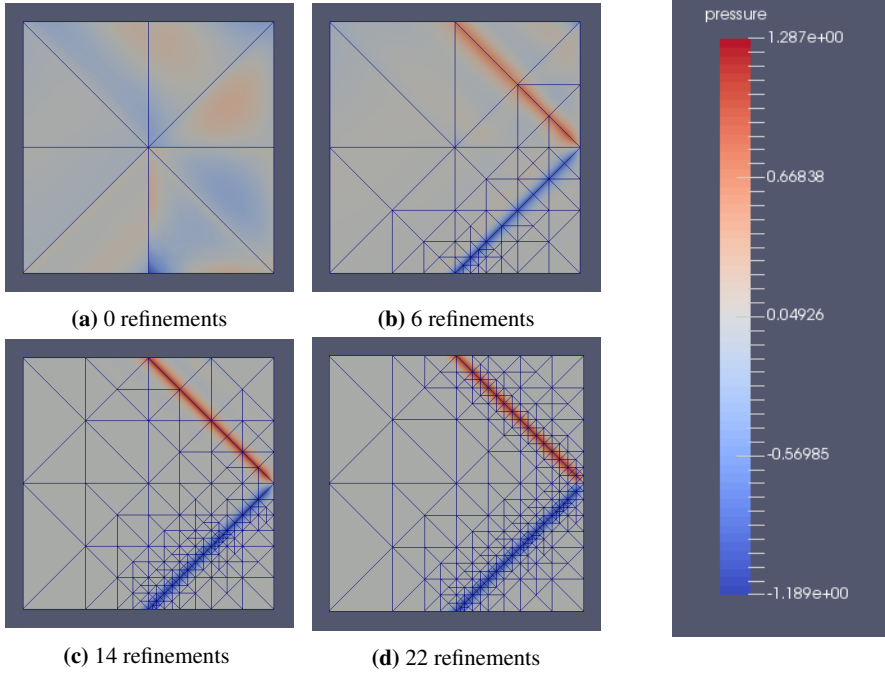 pressure
1.287e+00
0.66838
0.04926
-0.56985
-1.189e+00
(a) 0 refinements
(b) 6 refinements
(c) 14 refinements
(d) 22 refinements